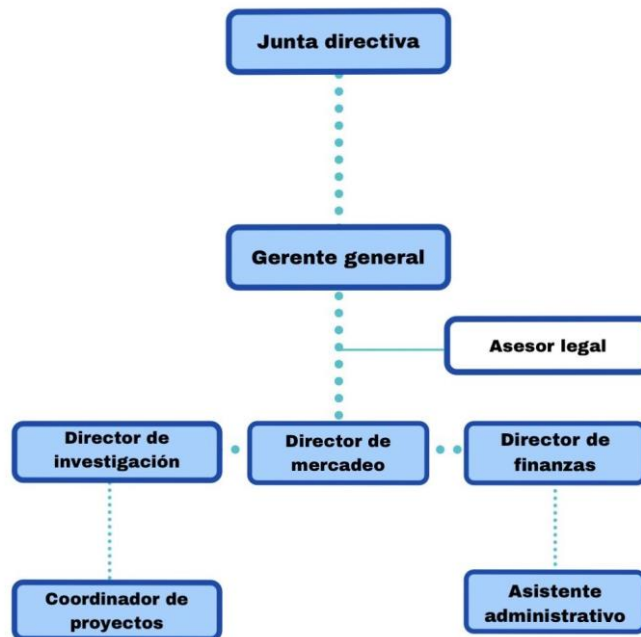 Junta directiva
Gerente general
Asesor legal
Director de
investigación
Director de
mercadeo
Director de
finanzas
Coordinador de
proyectos
Asistente
administrativo